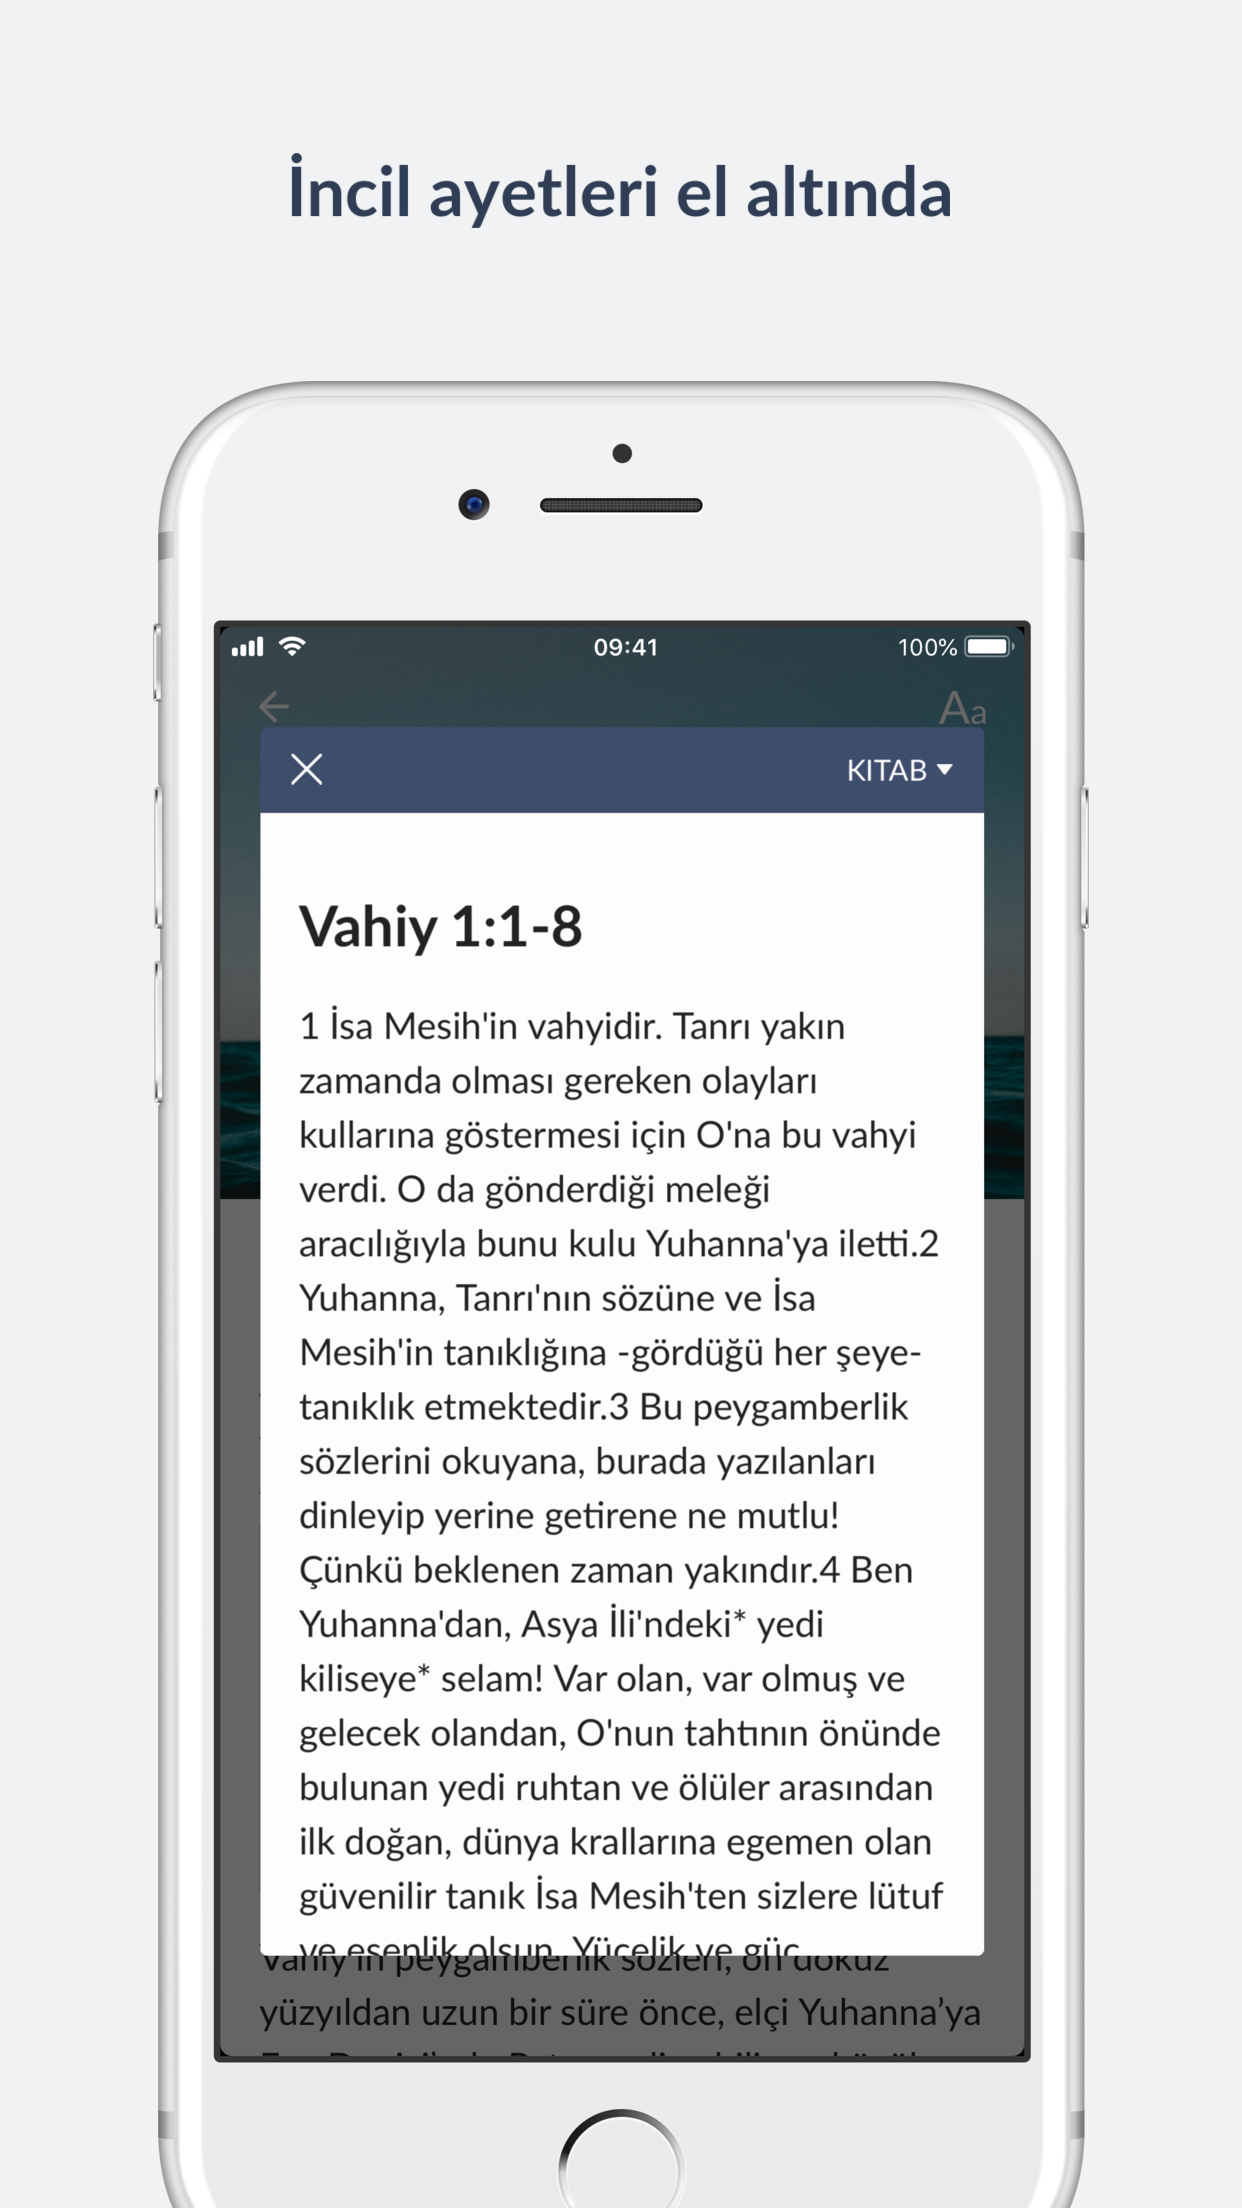 İncil ayetleri el altında
09:41
100%
Aa
KITAB
Vahiy 1:1-8
1 İsa Mesih'in vahyidir. Tanrı yakın
zamanda olması gereken olayları
kullarına göstermesi için O'na bu vahyi
verdi. O da gönderdiği meleği
aracılığıyla bunu kulu Yuhanna'ya iletti.2
Yuhanna, Tanrı'nın sözüne ve İsa
Mesih'in tanıklığına -gördüğü her şeye-
tanıklık etmektedir.3 Bu peygamberlik
sözlerini okuyana, burada yazılanları
dinleyip yerine getirene ne mutlu!
Çünkü beklenen zaman yakındır.4 Ben
Yuhanna'dan, Asya İli'ndeki* yedi
kiliseye* selam! Var olan, var olmuş ve
gelecek olandan, O'nun tahtının önünde
bulunan yedi ruhtan ve ölüler arasından
ilk doğan, dünya krallarına egemen olan
güvenilir tanık İsa Mesih'ten sizlere lütuf
ve esenlik olsun. Yücelik ve güç
Vahiy'in peygamberlik sözleri, on dokuz
yüzyıldan uzun bir süre önce, elçi Yuhanna’ya